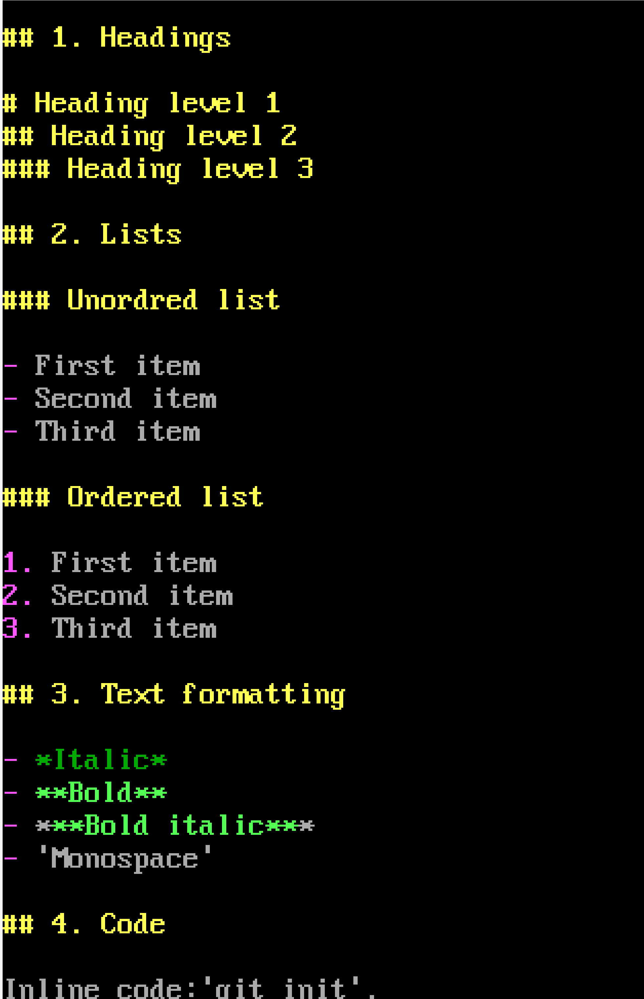 ## 1. Headings
# Heading level 1
## Heading level 2
### Heading level 3
## 2. Lists
### Unordred list
- First item
- Second item
- Third item
### Ordered list
1. First item
2. Second item
3. Third item
## 3. Text formatting
- *Italic*
- **Bold**
- ***Bold italic***
- 'Monospace'
## 4. Code
Inline code:'git init'.